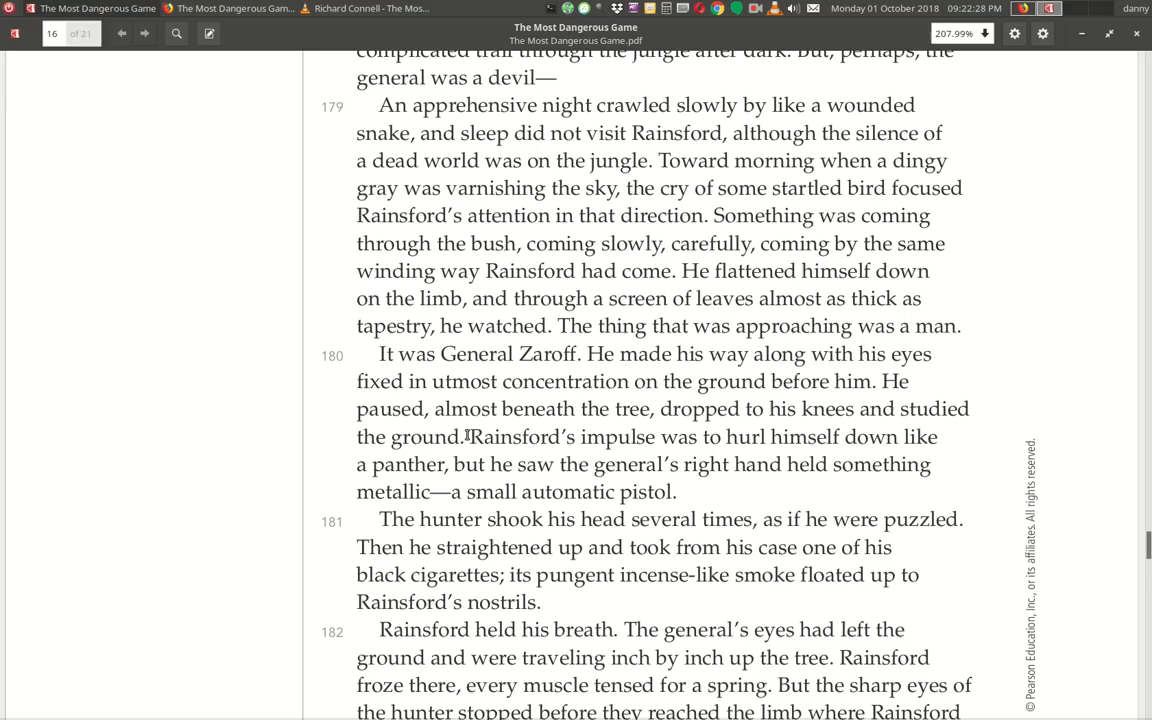 The Most Dangerous Game
The Most Dangerous Gam...
Richard Connell - The Mos...
Monday 01 October 2018
09:22:28 PM
danny
16 of 21
The Most Dangerous Game
The Most Dangerous Game.pdf
207.99%
complicated trail through the jungle after dark. But, perhaps, the
general was a devil—
179 An apprehensive night crawled slowly by like a wounded
snake, and sleep did not visit Rainsford, although the silence of
a dead world was on the jungle. Toward morning when a dingy
gray was varnishing the sky, the cry of some startled bird focused
Rainsford's attention in that direction. Something was coming
through the bush, coming slowly, carefully, coming by the same
winding way Rainsford had come. He flattened himself down
on the limb, and through a screen of leaves almost as thick as
tapestry, he watched. The thing that was approaching was a man.
180 It was General Zaroff. He made his way along with his eyes
fixed in utmost concentration on the ground before him. He
paused, almost beneath the tree, dropped to his knees and studied
the ground. Rainsford's impulse was to hurl himself down like
a panther, but he saw the general's right hand held something
metallic—a small automatic pistol.
181 The hunter shook his head several times, as if he were puzzled.
Then he straightened up and took from his case one of his
black cigarettes; its pungent incense-like smoke floated up to
Rainsford's nostrils.
182 Rainsford held his breath. The general's eyes had left the
ground and were traveling inch by inch up the tree. Rainsford
froze there, every muscle tensed for a spring. But the sharp eyes of
the hunter stopped before they reached the limb where Rainsford
© Pearson Education, Inc., or its affiliates. All rights reserved.